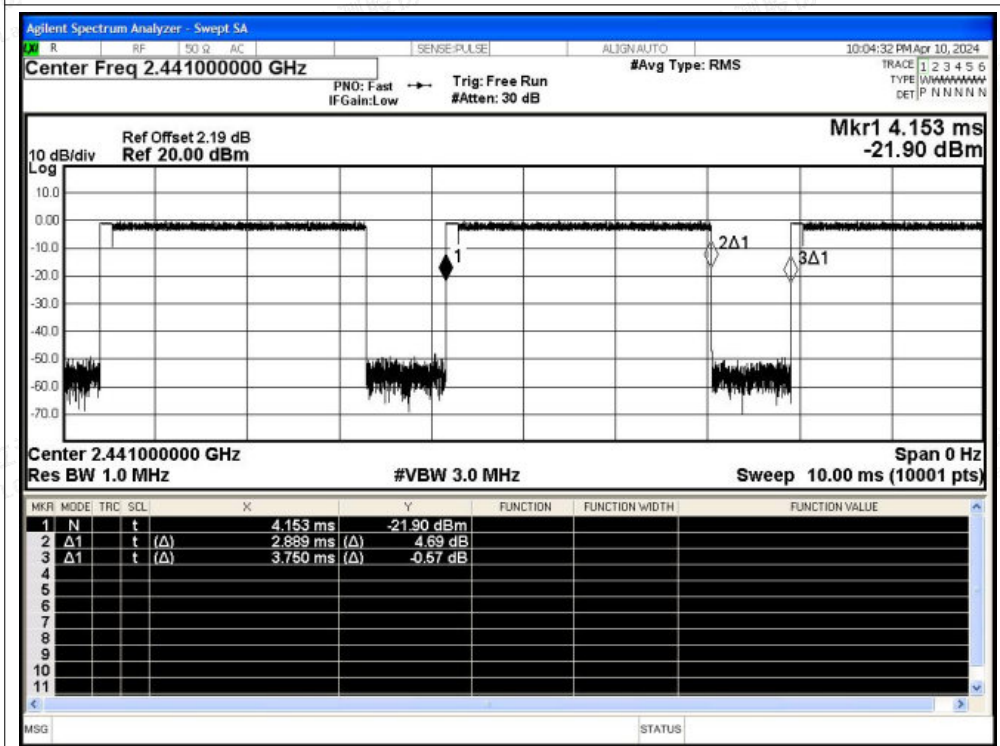 Agilent Spectrum Analyzer - Swept SA
LXI R RF 50 Ω AC SENSE:PULSE ALIGN AUTO 10:04:32 PM Apr 10, 2024
Center Freq 2.441000000 GHz #Avg Type: RMS TRACE 1 2 3 4 5 6
PNO: Fast Trig: Free Run TYPE WWWWWW
IFGain:Low #Atten: 30 dB DET P N N N N N
Mkr1 4.153 ms
Ref Offset 2.19 dB
10 dB/div Ref 20.00 dBm -21.90 dBm
Log
10.0
0.00
-10.0
-20.0
-30.0
-40.0
-50.0
-60.0
-70.0
1
2Δ1
3Δ1
Center 2.441000000 GHz Span 0 Hz
Res BW 1.0 MHz #VBW 3.0 MHz Sweep 10.00 ms (10001 pts)
MKR MODE TRC SCL X Y FUNCTION FUNCTION WIDTH FUNCTION VALUE
1 N t 4.153 ms -21.90 dBm
2 Δ1 t (Δ) 2.889 ms (Δ) 4.69 dB
3 Δ1 t (Δ) 3.750 ms (Δ) -0.57 dB
4
5
6
7
8
9
10
11
MSG STATUS